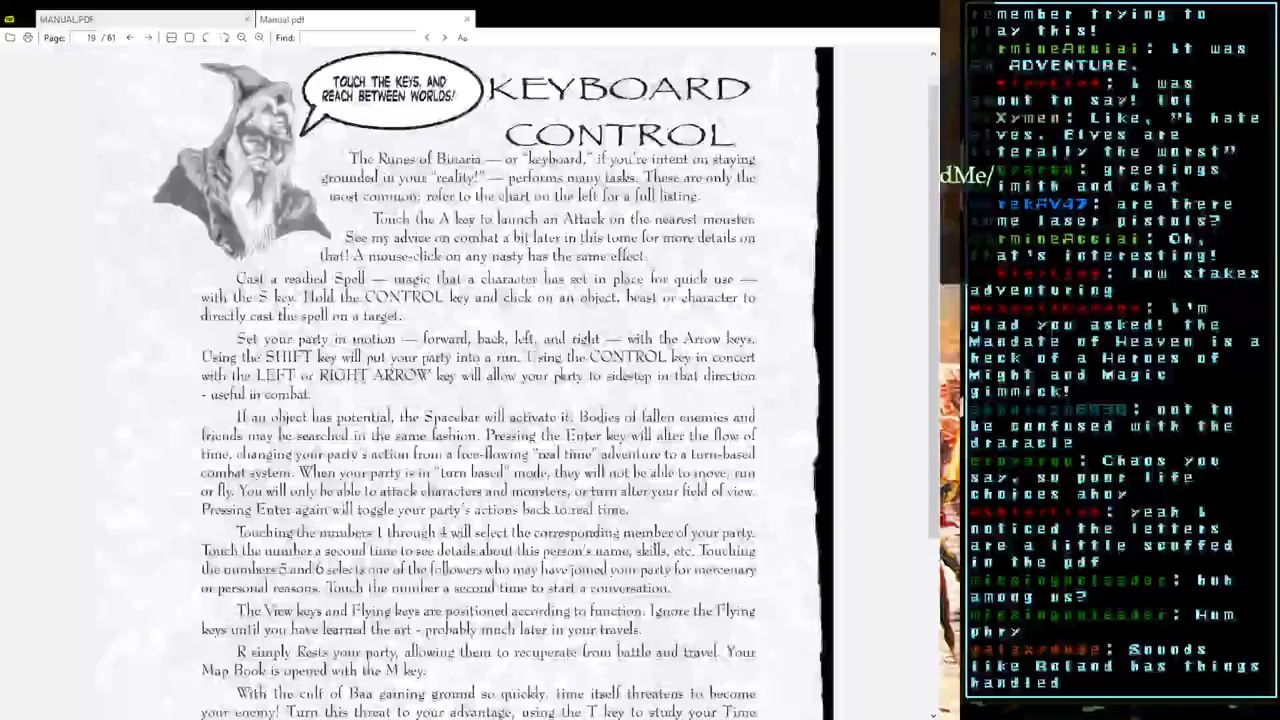 MANUAL.PDF
Manual.pdf
Page: 19 / 61
Find:
TOUCH THE KEYS, AND
REACH BETWEEN WORLDS!
KEYBOARD
CONTROL
The Runes of Binaria — or "keyboard," if you're intent on staying
grounded in your "reality!" — performs many tasks. These are only the
most common; refer to the chart on the left for a full listing.
Touch the A key to launch an Attack on the nearest monster.
See my advice on combat a bit later in this tome for more details on
that! A mouse-click on any nasty has the same effect.
Cast a readied Spell — magic that a character has set in place for quick use —
with the S key. Hold the CONTROL key and click on an object, beast or character to
directly cast the spell on a target.
Set your party in motion — forward, back, left, and right — with the Arrow keys.
Using the SHIFT key will put your party into a run. Using the CONTROL key in concert
with the LEFT or RIGHT ARROW key will allow your party to sidestep in that direction
- useful in combat.
If an object has potential, the Spacebar will activate it. Bodies of fallen enemies and
friends may be searched in the same fashion. Pressing the Enter key will alter the flow of
time, changing your party's action from a free-flowing "real time" adventure to a turn-based
combat system. When your party is in "turn based" mode, they will not be able to move, run
or fly. You will only be able to attack characters and monsters, or turn alter your field of view.
Pressing Enter again will toggle your party's actions back to real time.
Touching the numbers 1 through 4 will select the corresponding member of your party.
Touch the number a second time to see details about this person's name, skills, etc. Touching
the numbers 5 and 6 selects one of the followers who may have joined your party for mercenary
or personal reasons. Touch the number a second time to start a conversation.
The View keys and Flying keys are positioned according to function. Ignore the Flying
keys until you have learned the art - probably much later in your travels.
R simply Rests your party, allowing them to recuperate from battle and travel. Your
Map Book is opened with the M key.
With the cult of Baa gaining ground so quickly, time itself threatens to become
your enemy! Turn this threat to your advantage, using the T key to study your Time
dMe/
remember trying to
play this!
rmineAcciai: It was
ADVENTURE.
I was
out to say! lol
Xymen: Like, "I hate
elves. Elves are
terally the worst"
greetings
imith and chat
rekAV47: are there
me laser pistols?
rmineAcciai: Oh,
at's interesting!
low stakes
adventuring
I'm
glad you asked! the
Mandate of Heaven is a
heck of a Heroes of
Might and Magic
gimmick!
not to
be confused with the
draracle
Chaos you
say, so poor life
choices ahoy
yeah I
noticed the letters
are a little scuffed
in the pdf
huh
among us?
Hum
phry
Sounds
like Roland has things
handled